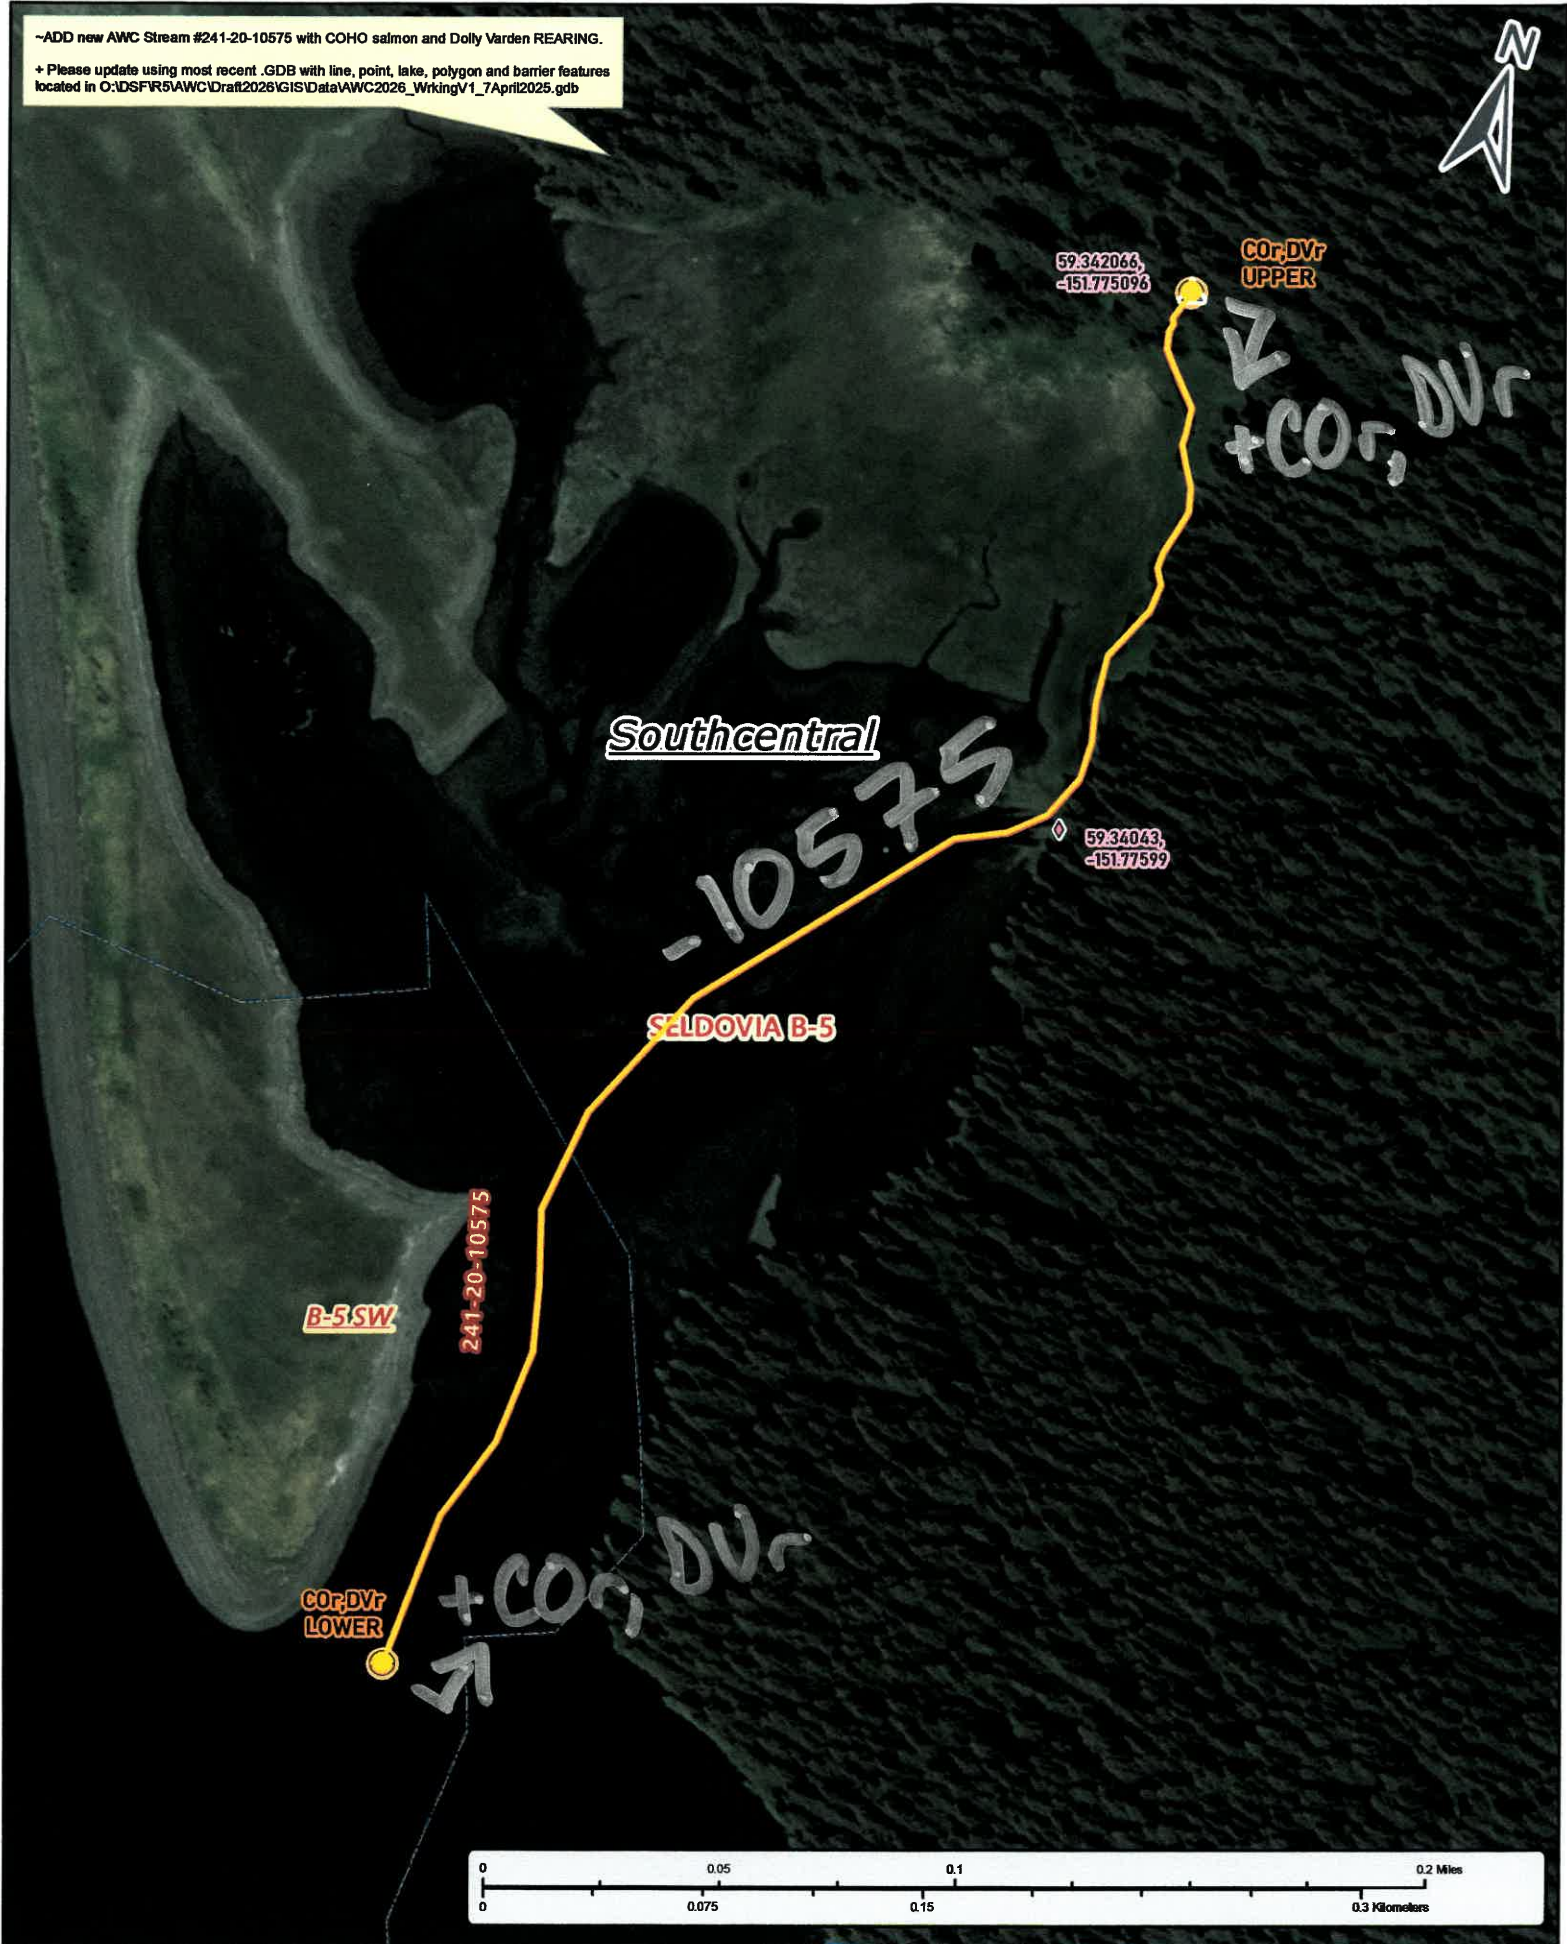 ~ADD new AWC Stream #241-20-10575 with COHO salmon and Dolly Varden REARING.
+ Please update using most recent .GDB with line, point, lake, polygon and barrier features
located in O:\DSF\R5\AWC\Draft2026\GIS\Data\AWC2026_WrkingV1_7April2025.gdb
N
59.342066,
-151.775096
COr,DVr
UPPER
+COr, DVr
Southcentral
-10575
59.34043,
-151.77599
SELDOVIA B-5
241-20-10575
B-5 SW
COr,DVr
LOWER
+COr, DVr
0 0.05 0.1 0.2 Miles
0 0.075 0.15 0.3 Kilometers